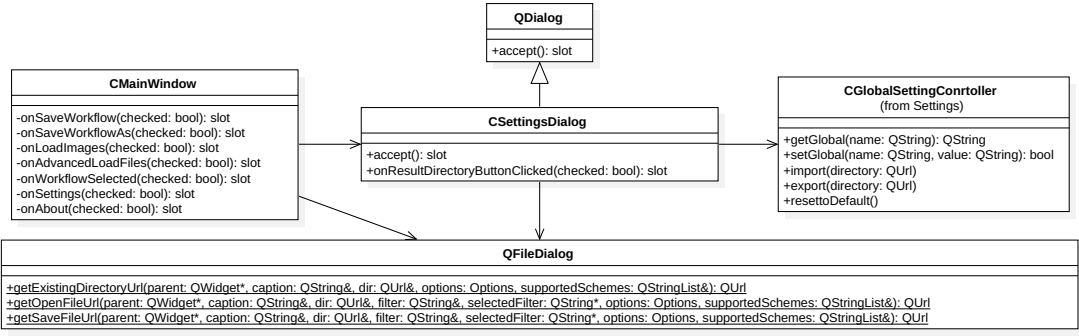 QDialog
+accept(): slot
CMainWindow
-onSaveWorkflow(checked: bool): slot
-onSaveWorkflowAs(checked: bool): slot
-onLoadImages(checked: bool): slot
-onAdvancedLoadFiles(checked: bool): slot
-onWorkflowSelected(checked: bool): slot
-onSettings(checked: bool): slot
-onAbout(checked: bool): slot
CSettingsDialog
+accept(): slot
+onResultDirectoryButtonClicked(checked: bool): slot
CGlobalSettingConrtoller
(from Settings)
+getGlobal(name: QString): QString
+setGlobal(name: QString, value: QString): bool
+import(directory: QUrl)
+export(directory: QUrl)
+resettoDefault()
QFileDialog
+getExistingDirectoryUrl(parent: QWidget*, caption: QString&, dir: QUrl&, options: Options, supportedSchemes: QStringList&): QUrl
+getOpenFileUrl(parent: QWidget*, caption: QString&, dir: QUrl&, filter: QString&, selectedFilter: QString*, options: Options, supportedSchemes: QStringList&): QUrl
+getSaveFileUrl(parent: QWidget*, caption: QString&, dir: QUrl&, filter: QString&, selectedFilter: QString*, options: Options, supportedSchemes: QStringList&): QUrl